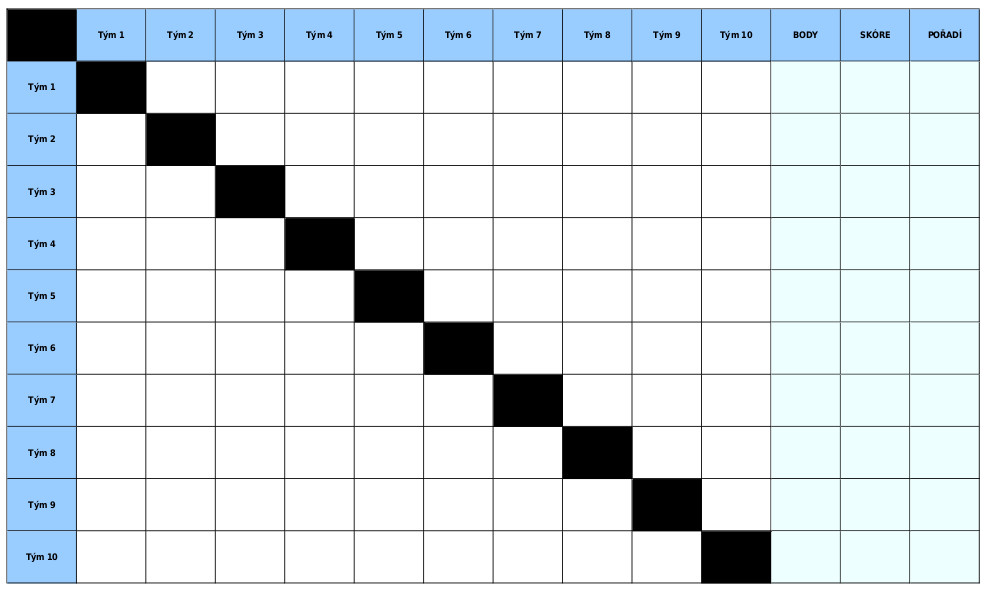 Tým 1 Tým 2 Tým 3 Tým 4 Tým 5 Tým 6 Tým 7 Tým 8 Tým 9 Tým 10 BODY SKÓRE POŘADÍ
Tým 1
Tým 2
Tým 3
Tým 4
Tým 5
Tým 6
Tým 7
Tým 8
Tým 9
Tým 10